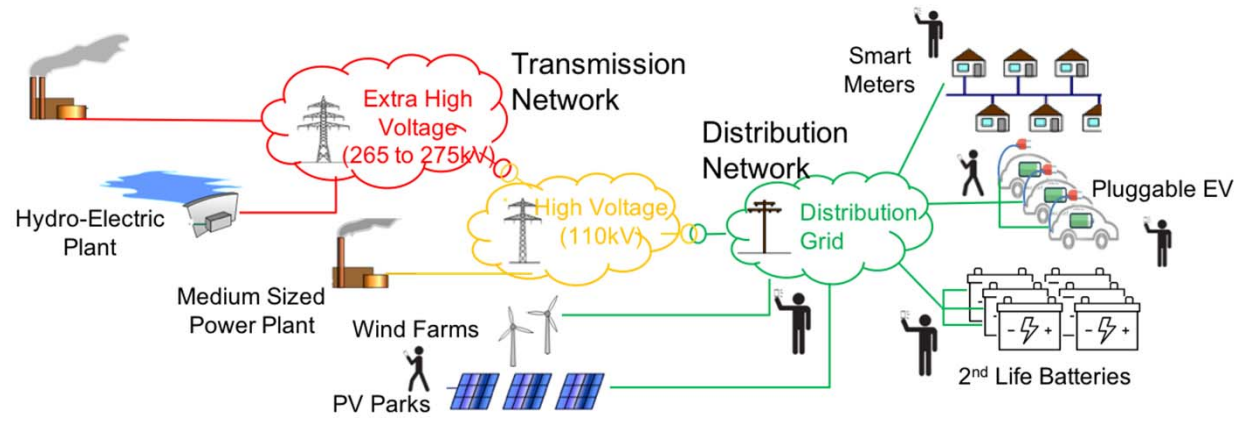 Transmission
Network
Extra High
Voltage
(265 to 275kV)
Smart
Meters
Distribution
Network
Hydro-Electric
Plant
High Voltage
(110kV)
Distribution
Grid
Pluggable EV
Medium Sized
Power Plant
Wind Farms
PV Parks
2nd Life Batteries